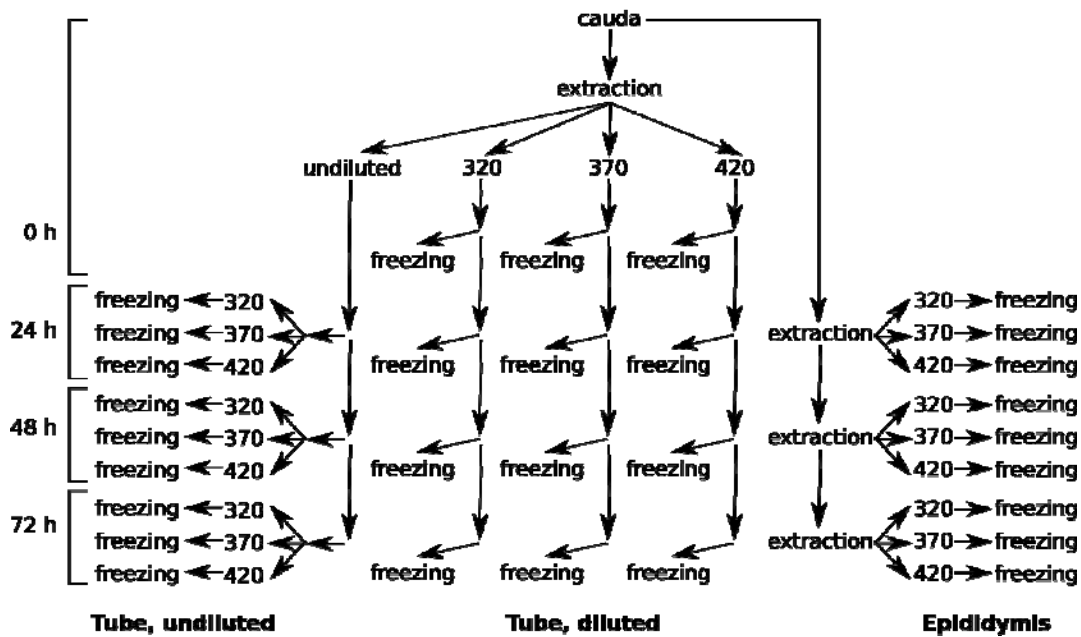 cauda
extraction
undiluted 320 370 420
0 h
freezing freezing freezing
freezing 320 320 freezing
24 h freezing 370 extraction 370 freezing
freezing 420 freezing freezing freezing 420 freezing
freezing 320 320 freezing
48 h freezing 370 extraction 370 freezing
freezing 420 freezing freezing freezing 420 freezing
freezing 320 320 freezing
72 h freezing 370 extraction 370 freezing
freezing 420 freezing freezing freezing 420 freezing
Tube, undiluted Tube, diluted Epididymis